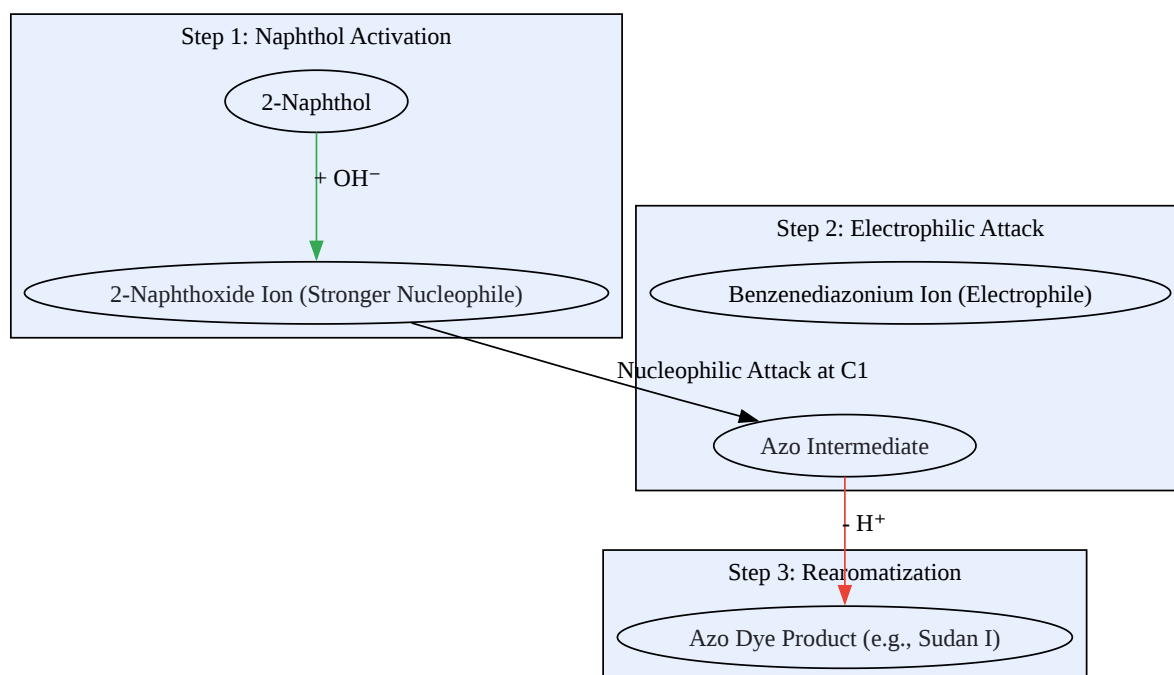 Step 1: Naphthol Activation
2-Naphthol
+ OH⁻
2-Naphthoxide Ion (Stronger Nucleophile)
Step 2: Electrophilic Attack
Benzenediazonium Ion (Electrophile)
Nucleophilic Attack at C1
Azo Intermediate
- H⁺
Step 3: Rearomatization
Azo Dye Product (e.g., Sudan I)